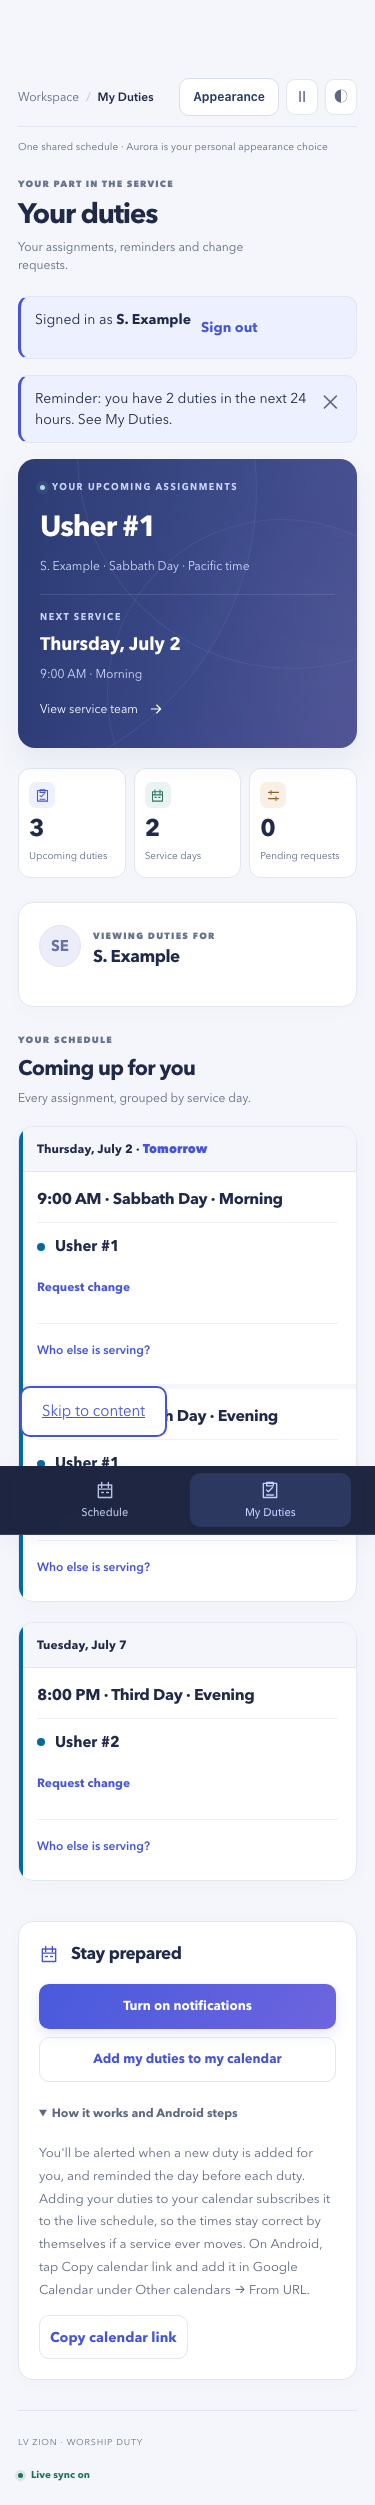 Workspace / My Duties Appearance
One shared schedule · Aurora is your personal appearance choice
YOUR PART IN THE SERVICE
Your duties
Your assignments, reminders and change
requests.
Signed in as S. Example Sign out
Reminder: you have 2 duties in the next 24
hours. See My Duties.
YOUR UPCOMING ASSIGNMENTS
Usher #1
S. Example · Sabbath Day · Pacific time
NEXT SERVICE
Thursday, July 2
9:00 AM · Morning
View service team →
3 2 0
Upcoming duties Service days Pending requests
SE
VIEWING DUTIES FOR
S. Example
YOUR SCHEDULE
Coming up for you
Every assignment, grouped by service day.
Thursday, July 2 · Tomorrow
9:00 AM · Sabbath Day · Morning
Usher #1
Request change
Who else is serving?
Skip to content
h Day · Evening
Usher #1
Schedule My Duties
Who else is serving?
Tuesday, July 7
8:00 PM · Third Day · Evening
Usher #2
Request change
Who else is serving?
Stay prepared
Turn on notifications
Add my duties to my calendar
▼ How it works and Android steps
You'll be alerted when a new duty is added for
you, and reminded the day before each duty.
Adding your duties to your calendar subscribes it
to the live schedule, so the times stay correct by
themselves if a service ever moves. On Android,
tap Copy calendar link and add it in Google
Calendar under Other calendars → From URL.
Copy calendar link
LV ZION · WORSHIP DUTY
Live sync on